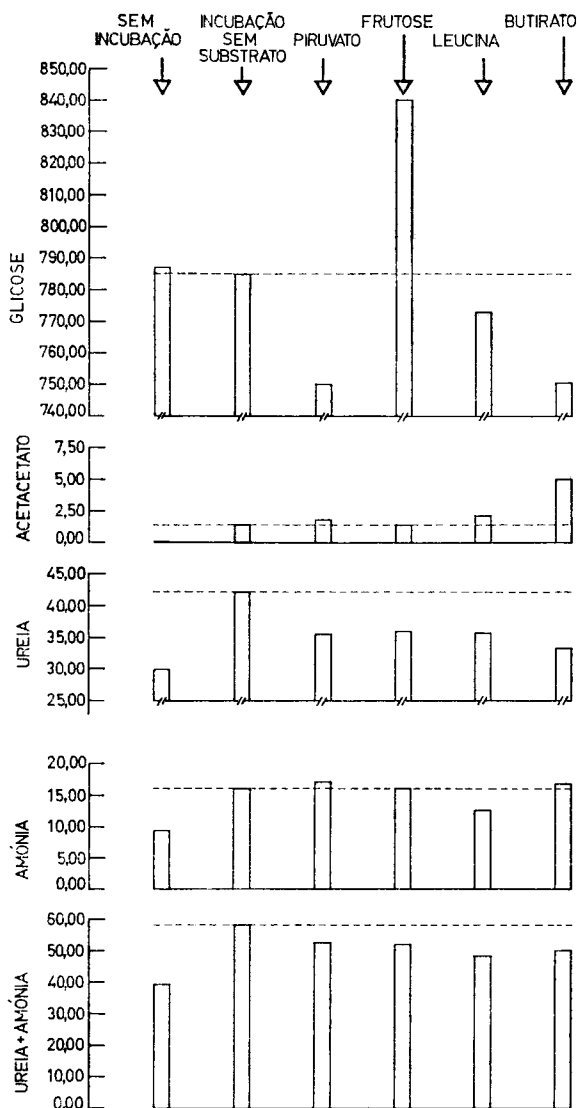 SEM
INCUBAÇÃO
INCUBAÇÃO
SEM
SUBSTRATO
PIRUVATO
FRUTOSE
LEUCINA
BUTIRATO
850,00
840,00
830,00
820,00
810,00
800,00
790,00
780,00
770,00
760,00
750,00
740,00
GLICOSE
7,50
5,00
2,50
0,00
ACETACETATO
45,00
40,00
35,00
30,00
25,00
UREIA
20,00
15,00
10,00
5,00
0,00
AMÓNIA
60,00
50,00
40,00
30,00
20,00
10,00
0,00
UREIA+AMÓNIA